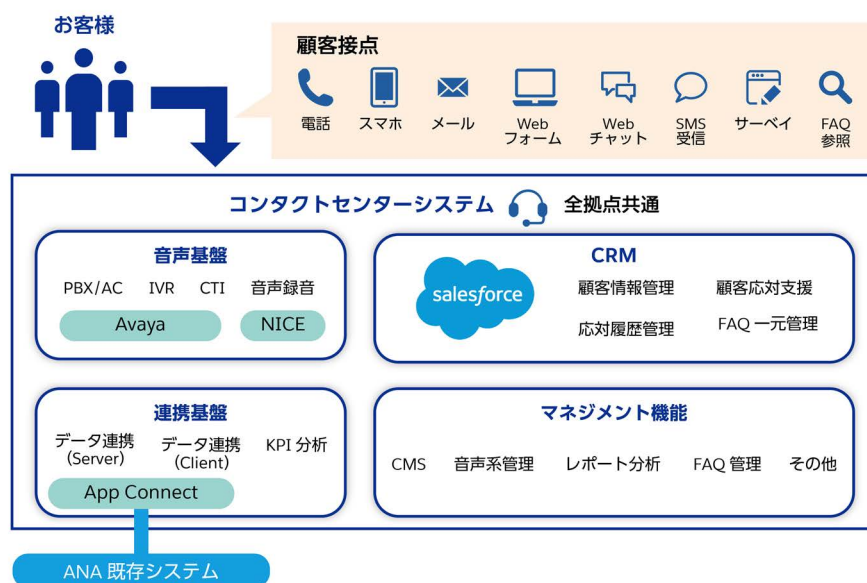 お客様
顧客接点
電話
スマホ
メール
Web
フォーム
Web
チャット
SMS
受信
サーベイ
FAQ
参照
コンタクトセンターシステム
全拠点共通
音声基盤
PBX/AC IVR CTI 音声録音
Avaya
NICE
CRM
salesforce
顧客情報管理 顧客応対支援
応対履歴管理 FAQ 一元管理
連携基盤
データ連携
(Server)
データ連携
(Client)
KPI 分析
App Connect
マネジメント機能
CMS 音声系管理 レポート分析 FAQ 管理 その他
ANA 既存システム